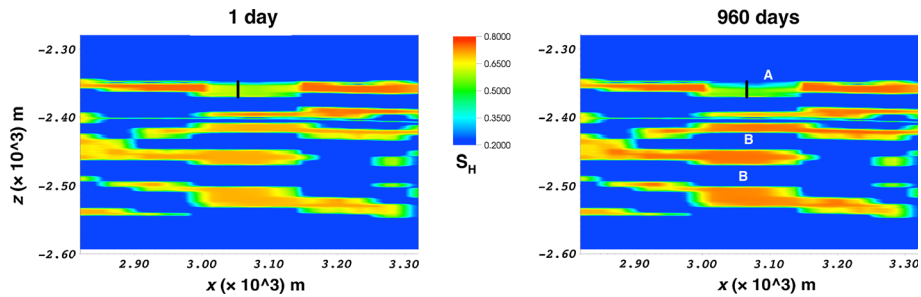 1 day
960 days
-2.30
-2.40
-2.50
-2.60
z (× 10^3) m
2.90
3.00
3.10
3.20
3.30
x (× 10^3) m
0.8000
0.6500
0.5000
0.3500
0.2000
S_H
A
B
B
-2.30
-2.40
-2.50
-2.60
2.90
3.00
3.10
3.20
3.30
x (× 10^3) m